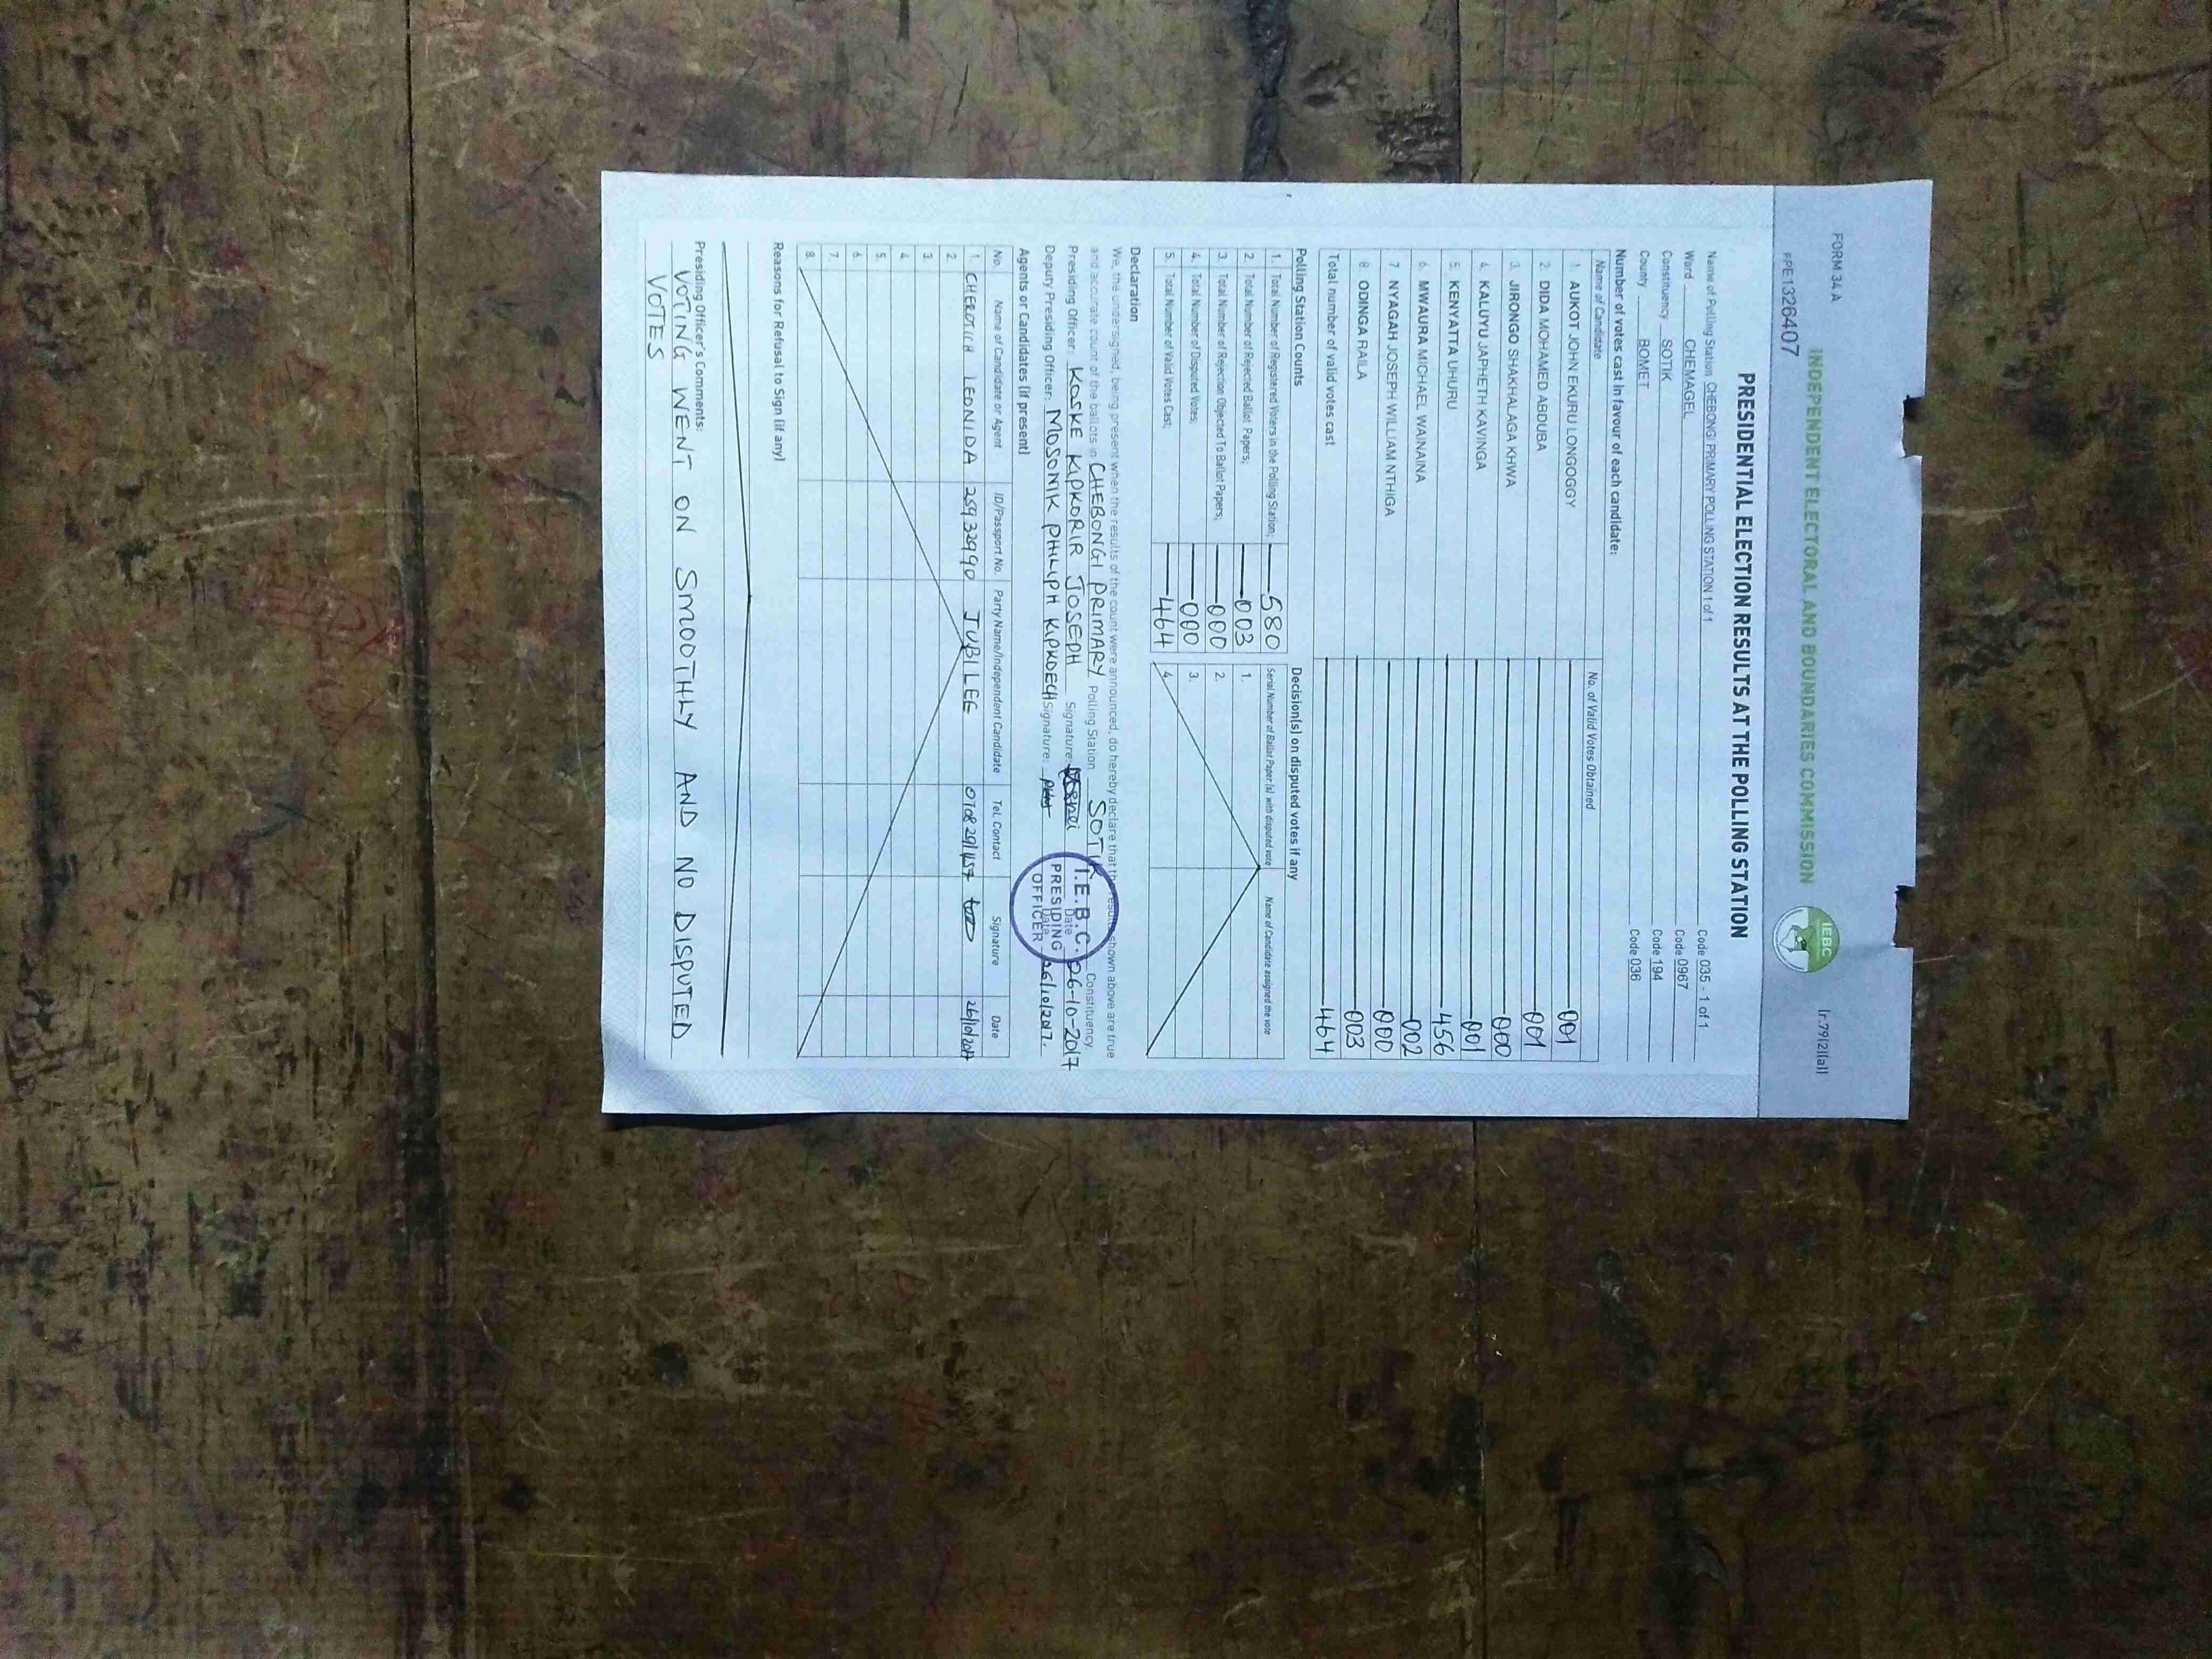 FORM 34 A
(r.79(2)(a))
INDEPENDENT ELECTORAL AND BOUNDARIES COMMISSION
IEBC
PPE1326407
PRESIDENTIAL ELECTION RESULTS AT THE POLLING STATION
Name of Polling Station CHEBONGI PRIMARY POLLING STATION 1 of 1 Code 035 - 1 of 1
Ward CHEMAGEL Code 0967
Constituency SOTIK Code 194
County BOMET Code 036
Number of votes cast in favour of each candidate:
Name of Candidate No. of Valid Votes Obtained
1. AUKOT JOHN EKURU LONGOGGY 001
2. DIDA MOHAMED ABDUBA 001
3. JIRONGO SHAKHALAGA KHWA 000
4. KALUYU JAPHETH KAVINGA 001
5. KENYATTA UHURU 456
6. MWAURA MICHAEL WAINAINA 002
7 NYAGAH JOSEPH WILLIAM NTHIGA 000
8 ODINGA RAILA 003
Total number of valid votes cast 464
Polling Station Counts
1. Total Number of Registered Voters in the Polling Station; 580
2. Total Number of Rejected Ballot Papers; 003
3. Total Number of Rejection Objected To Ballot Papers; 000
4. Total Number of Disputed Votes; 000
5. Total Number of Valid Votes Cast; 464
Decision(s) on disputed votes if any
Serial Number of Ballot Paper (s) with disputed vote Name of Candidate assigned the vote
1.
2.
3.
4.
Declaration
We, the undersigned, being present when the results of the count were announced, do hereby declare that the results shown above are true
and accurate count of the ballots in CHEBONGI PRIMARY Polling Station SOTIK Constituency
Presiding Officer: KOSKE KIPKORIR JOSEPH Signature: Date 26-10-2017
Deputy Presiding Officer: MOSONIK PHILIPH KIPKOECH Signature: Date 26/10/2017
I.E.B.C.
PRESIDING
OFFICER
Agents or Candidates (if present)
No. Name of Candidate or Agent ID/Passport No. Party Name/Independent Candidate Tel. Contact Signature Date
1. CHEROTICH LEONIDA 25932990 JUBILEE 26/10/2017
2.
3
4
5.
6.
7.
8.
Reasons for Refusal to Sign (if any)
Presiding Officer's Comments:
VOTING WENT ON SMOOTHLY AND NO DISPUTED
VOTES